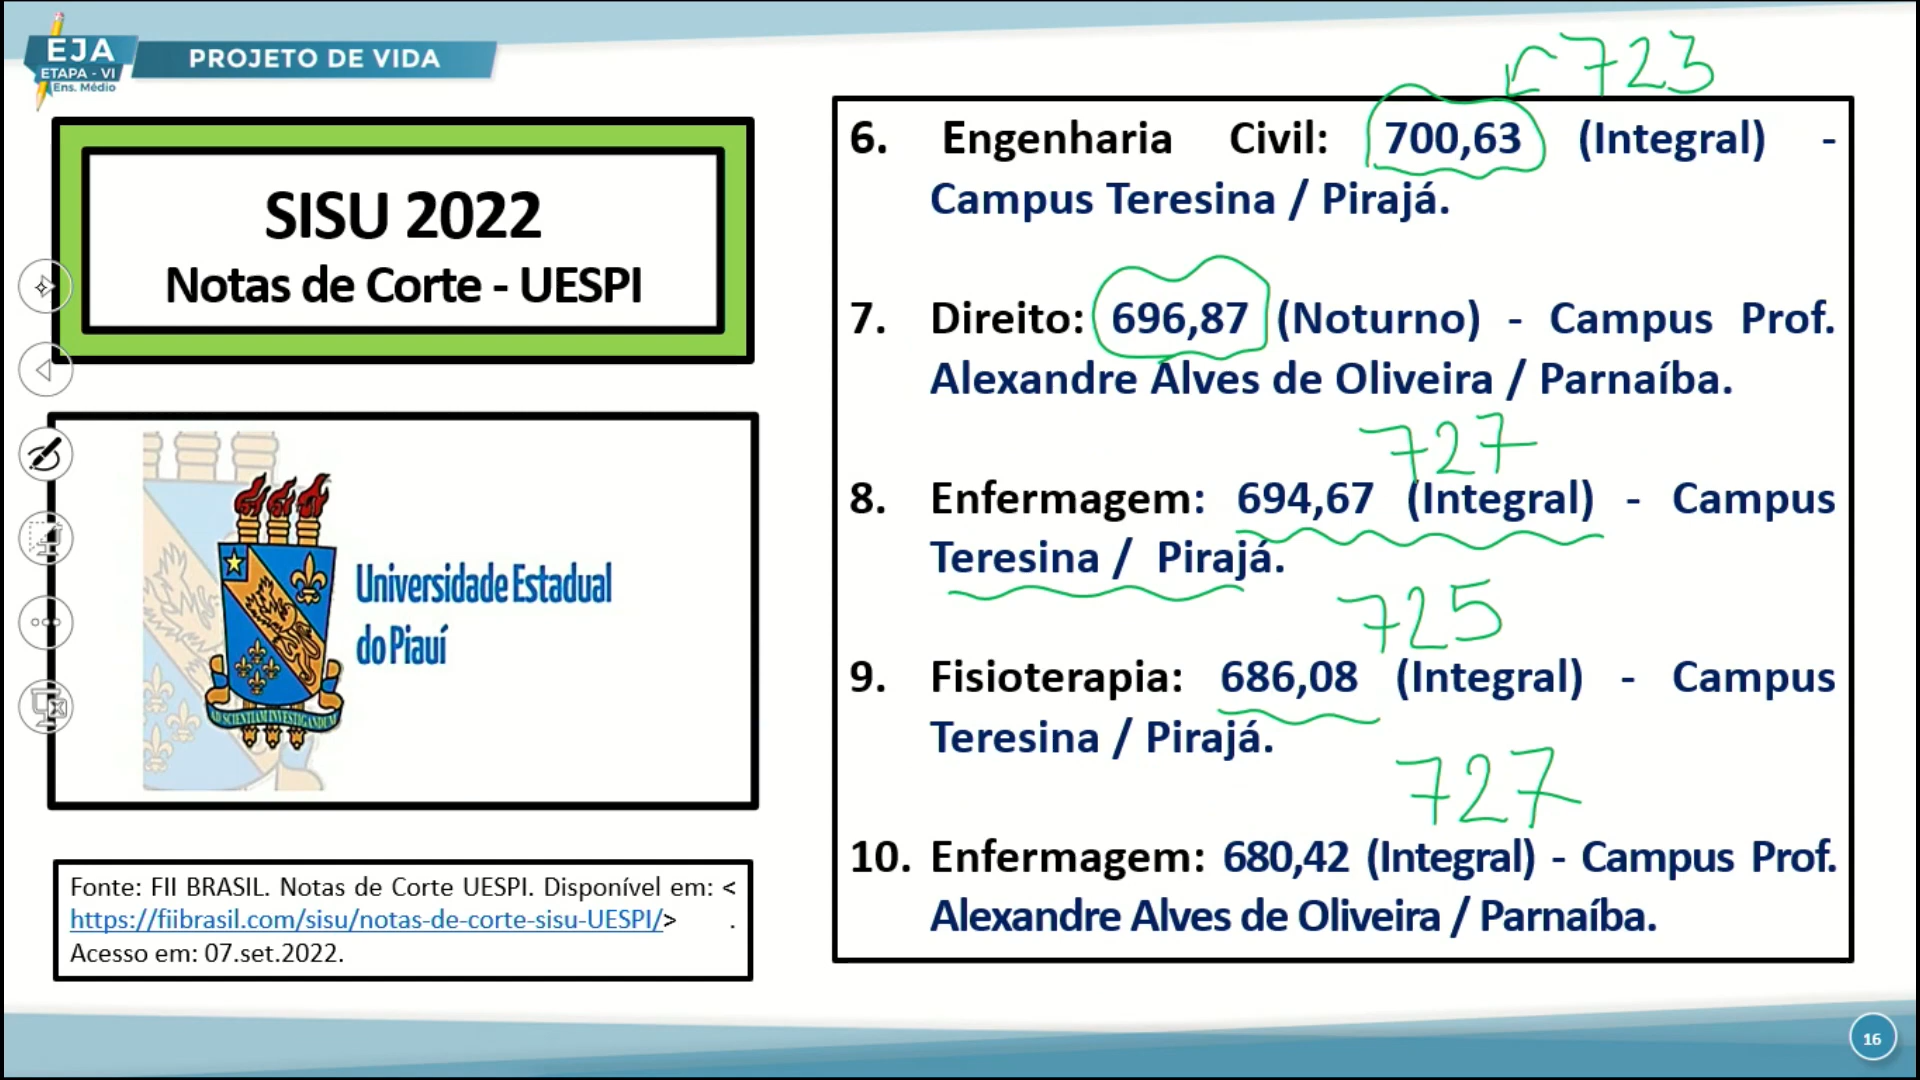 EJA
ETAPA - VI
Ens. Médio
PROJETO DE VIDA
SISU 2022
Notas de Corte - UESPI
Universidade Estadual
do Piauí
AD SCIENTIAM INVESTIGANDUM
Fonte: FII BRASIL. Notas de Corte UESPI. Disponível em: <
https://fiibrasil.com/sisu/notas-de-corte-sisu-UESPI/> .
Acesso em: 07.set.2022.
723
6. Engenharia Civil: 700,63 (Integral) -
Campus Teresina / Pirajá.
7. Direito: 696,87 (Noturno) - Campus Prof.
Alexandre Alves de Oliveira / Parnaíba.
727
8. Enfermagem: 694,67 (Integral) - Campus
Teresina / Pirajá.
725
9. Fisioterapia: 686,08 (Integral) - Campus
Teresina / Pirajá.
727
10. Enfermagem: 680,42 (Integral) - Campus Prof.
Alexandre Alves de Oliveira / Parnaíba.
16